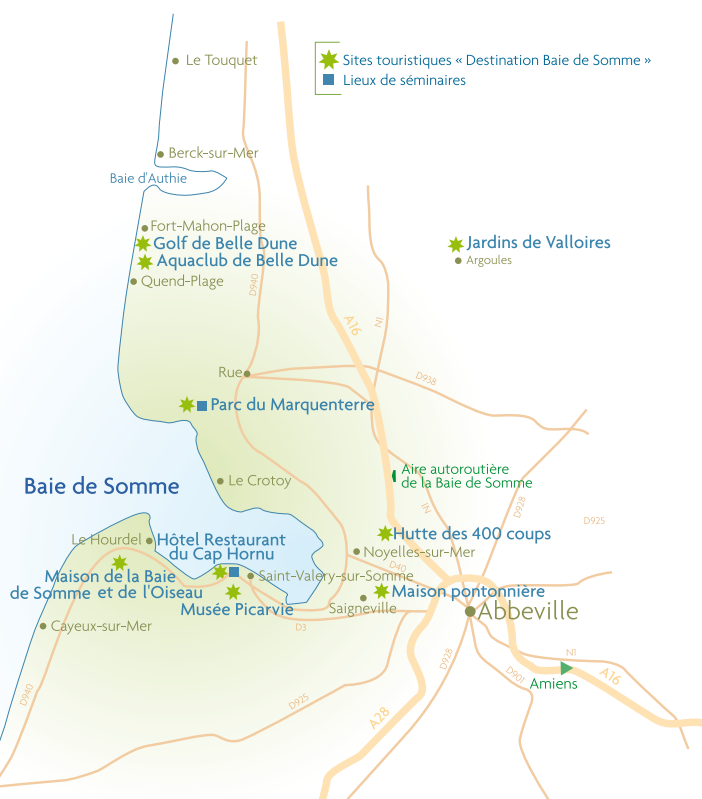 Le Touquet
Sites touristiques « Destination Baie de Somme »
Lieux de séminaires
Berck-sur-Mer
Baie d'Authie
Fort-Mahon-Plage
Golf de Belle Dune
Jardins de Valloires
Aquaclub de Belle Dune
Argoules
Quend-Plage
D940
A16
N1
Rue
D938
Parc du Marquenterre
Aire autoroutière
de la Baie de Somme
Le Crotoy
Baie de Somme
N1
D928
D925
Hutte des 400 coups
Le Hourdel
Hôtel Restaurant
du Cap Hornu
Noyelles-sur-Mer
D40
Maison de la Baie
de Somme et de l'Oiseau
Saint-Valery-sur-Somme
Maison pontonnière
Musée Picarvie
Saigneville
Abbeville
Cayeux-sur-Mer
D3
D928
N1
D901
A16
Amiens
D940
D925
A28